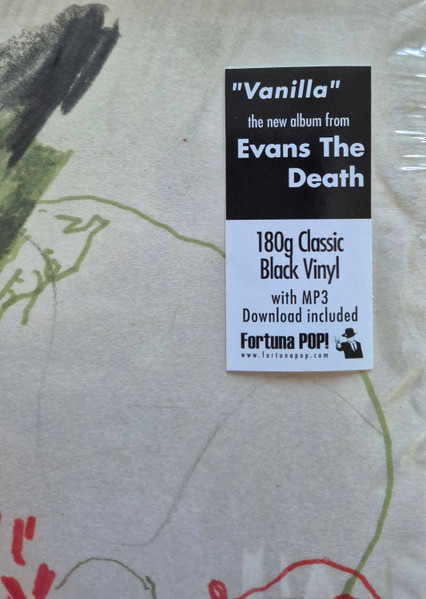 "Vanilla"
the new album from
Evans The
Death
180g Classic
Black Vinyl
with MP3
Download included
Fortuna POP!
www.fortunapop.com